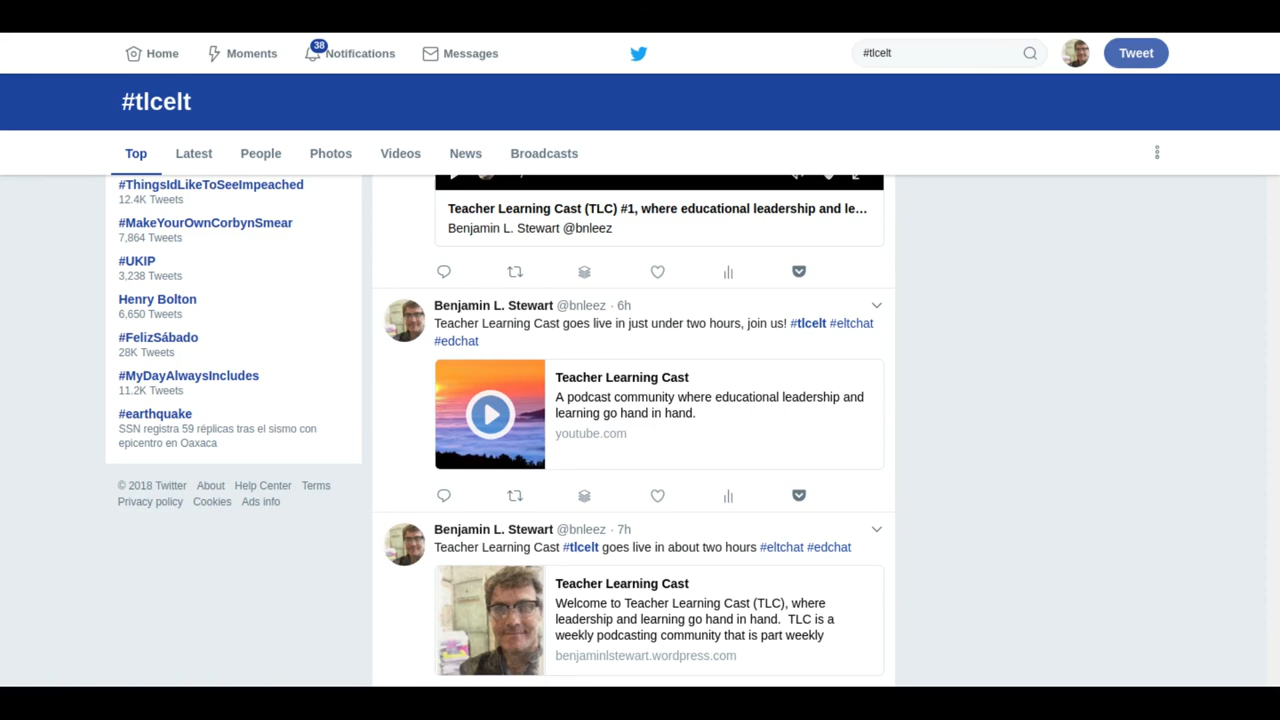 Home Moments 38 Notifications Messages #tlcelt Tweet
#tlcelt
Top Latest People Photos Videos News Broadcasts
#ThingsIdLikeToSeeImpeached
12.4K Tweets
#MakeYourOwnCorbynSmear
7,864 Tweets
#UKIP
3,238 Tweets
Henry Bolton
6,650 Tweets
#FelizSábado
28K Tweets
#MyDayAlwaysIncludes
11.2K Tweets
#earthquake
SSN registra 59 réplicas tras el sismo con
epicentro en Oaxaca
© 2018 Twitter About Help Center Terms
Privacy policy Cookies Ads info
Teacher Learning Cast (TLC) #1, where educational leadership and le…
Benjamin L. Stewart @bnleez
Benjamin L. Stewart @bnleez · 6h
Teacher Learning Cast goes live in just under two hours, join us! #tlcelt #eltchat
#edchat
Teacher Learning Cast
A podcast community where educational leadership and
learning go hand in hand.
youtube.com
Benjamin L. Stewart @bnleez · 7h
Teacher Learning Cast #tlcelt goes live in about two hours #eltchat #edchat
Teacher Learning Cast
Welcome to Teacher Learning Cast (TLC), where
leadership and learning go hand in hand. TLC is a
weekly podcasting community that is part weekly
benjaminlstewart.wordpress.com